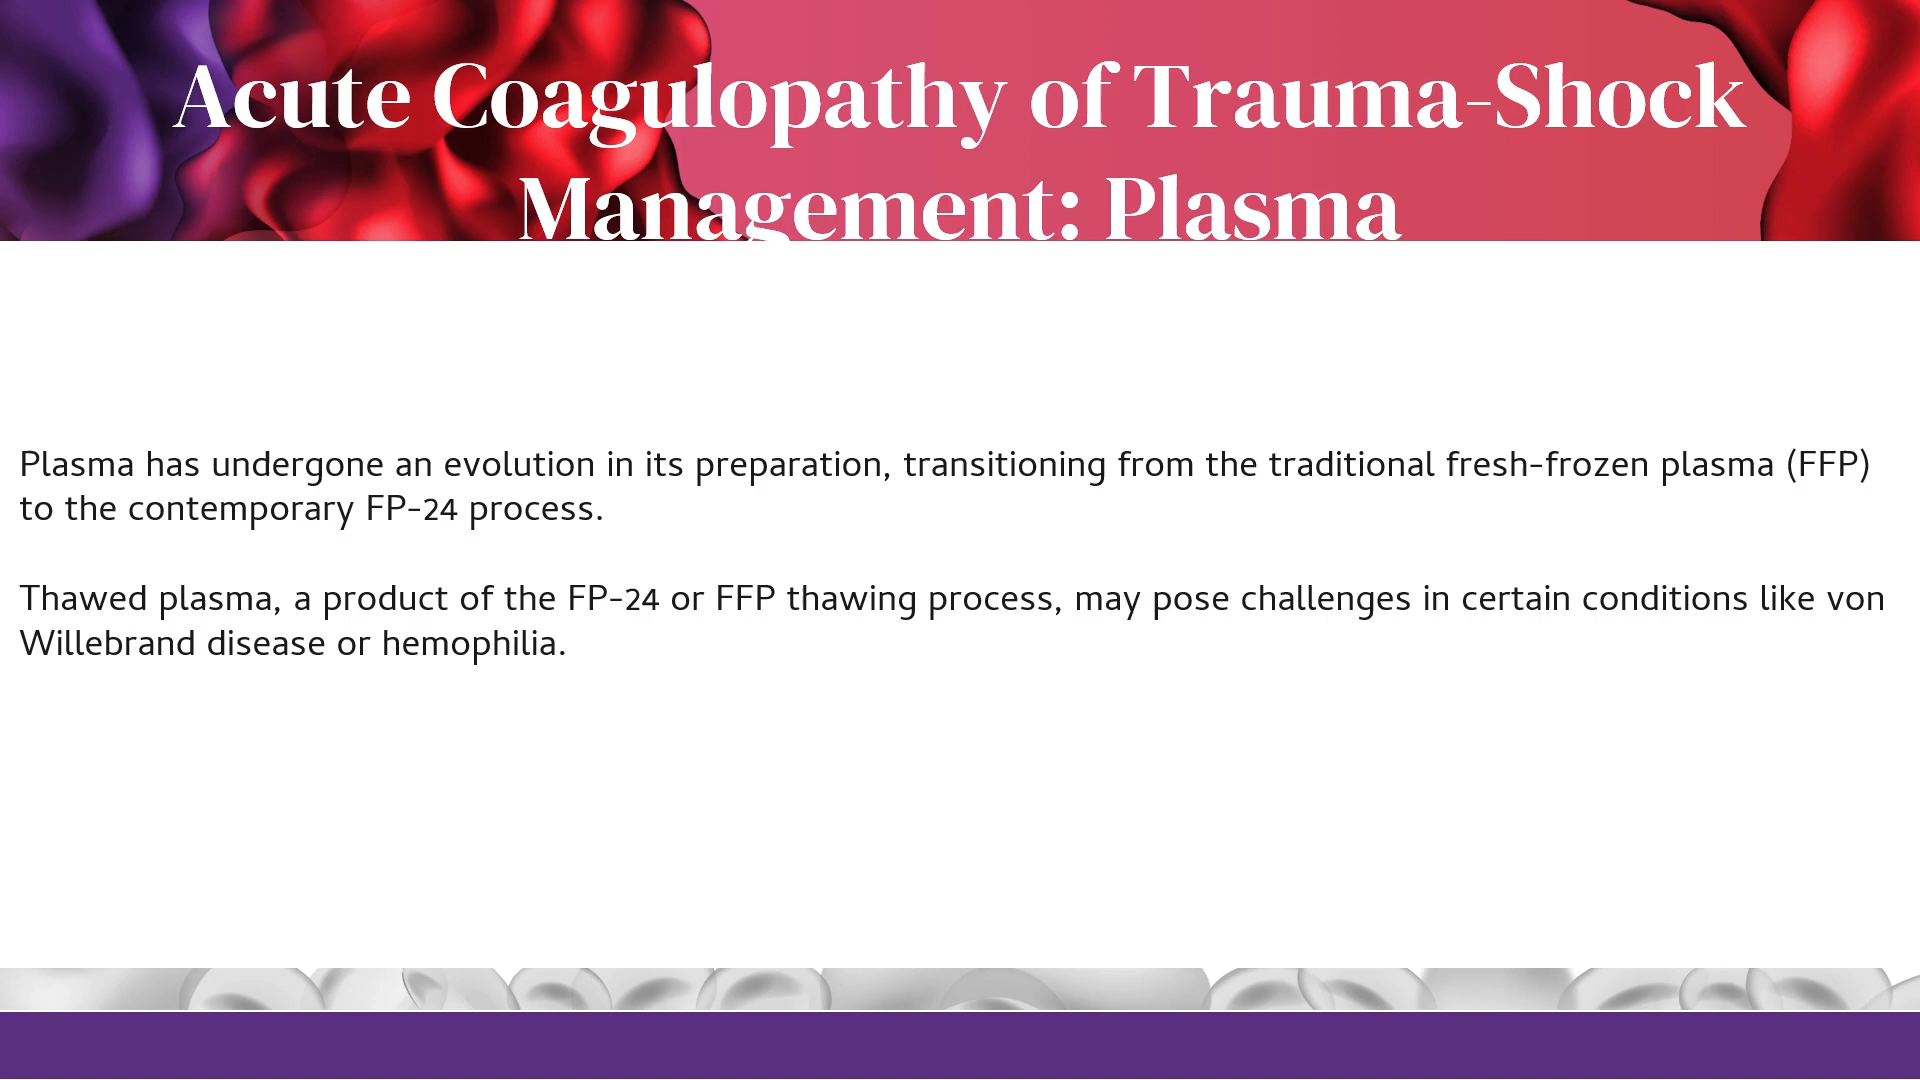 Acute Coagulopathy of Trauma-Shock
Management: Plasma
Plasma has undergone an evolution in its preparation, transitioning from the traditional fresh-frozen plasma (FFP)
to the contemporary FP-24 process.
Thawed plasma, a product of the FP-24 or FFP thawing process, may pose challenges in certain conditions like von
Willebrand disease or hemophilia.